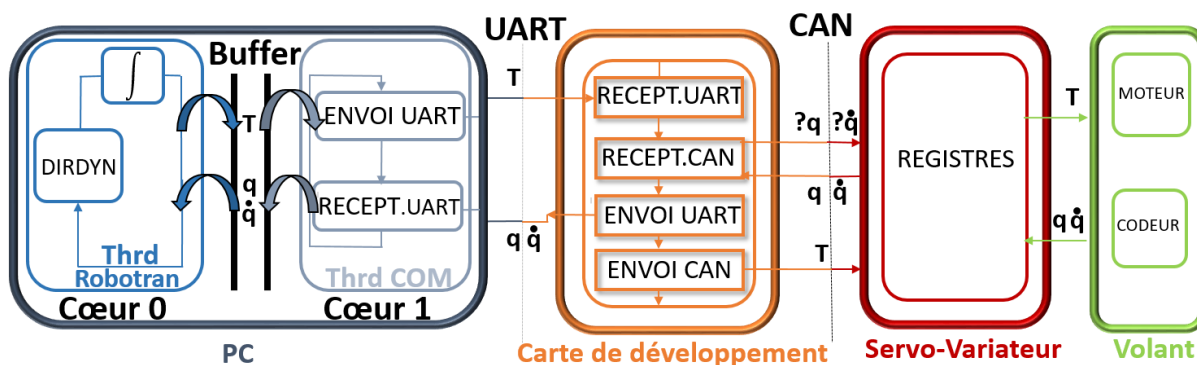 Buffer
∫
DIRDYN
T
q
q̇
Thrd
Robotran
Cœur 0
ENVOI UART
RECEPT.UART
Thrd COM
Cœur 1
PC
UART
T
q q̇
RECEPT.UART
RECEPT.CAN
ENVOI UART
ENVOI CAN
Carte de développement
CAN
?q ?q̇
q q̇
T
REGISTRES
Servo-Variateur
T
q q̇
MOTEUR
CODEUR
Volant